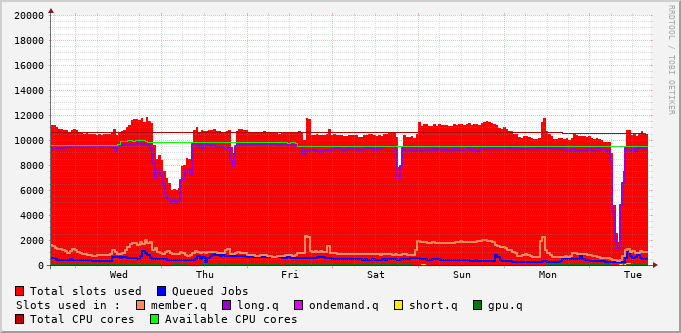 20000
18000
16000
14000
12000
10000
8000
6000
4000
2000
0
Wed Thu Fri Sat Sun Mon Tue
RRDTOOL / TOBI OETIKER
Total slots used Queued Jobs
Slots used in : member.q long.q ondemand.q short.q gpu.q
Total CPU cores Available CPU cores